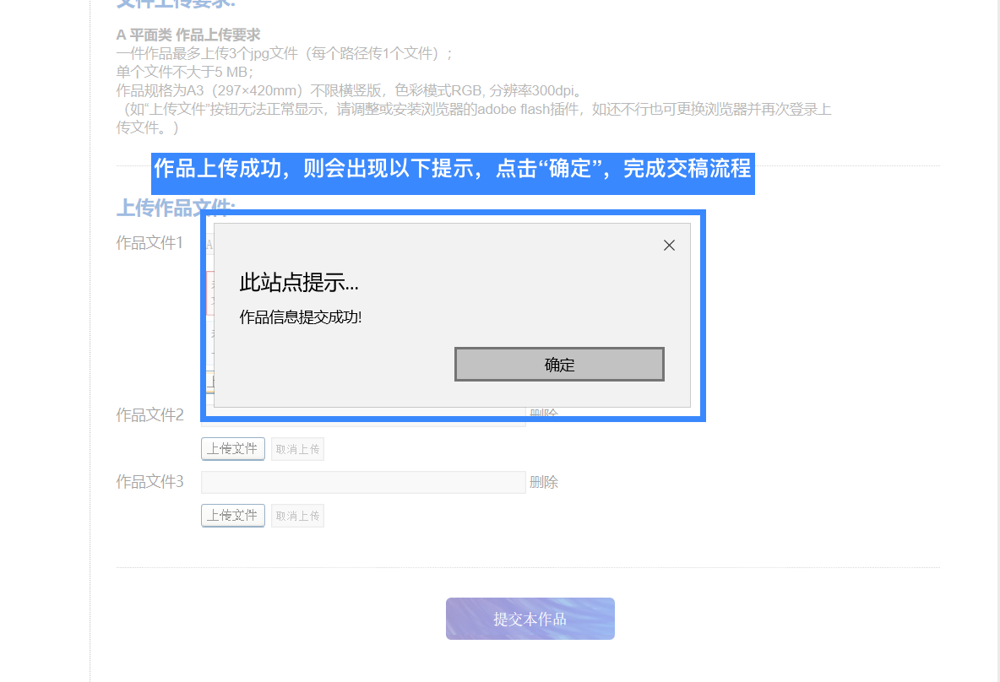 文件上传要求:
A 平面类 作品上传要求
一件作品最多上传3个jpg文件（每个路径传1个文件）；
单个文件不大于5 MB；
作品规格为A3（297×420mm）不限横竖版，色彩模式RGB, 分辨率300dpi。
（如“上传文件”按钮无法正常显示，请调整或安装浏览器的adobe flash插件，如还不行也可更换浏览器并再次登录上
传文件。）
作品上传成功，则会出现以下提示，点击“确定”，完成交稿流程
上传作品文件:
作品文件1
此站点提示...
作品信息提交成功!
确定
作品文件2
删除
上传文件 取消上传
作品文件3
删除
上传文件 取消上传
提交本作品